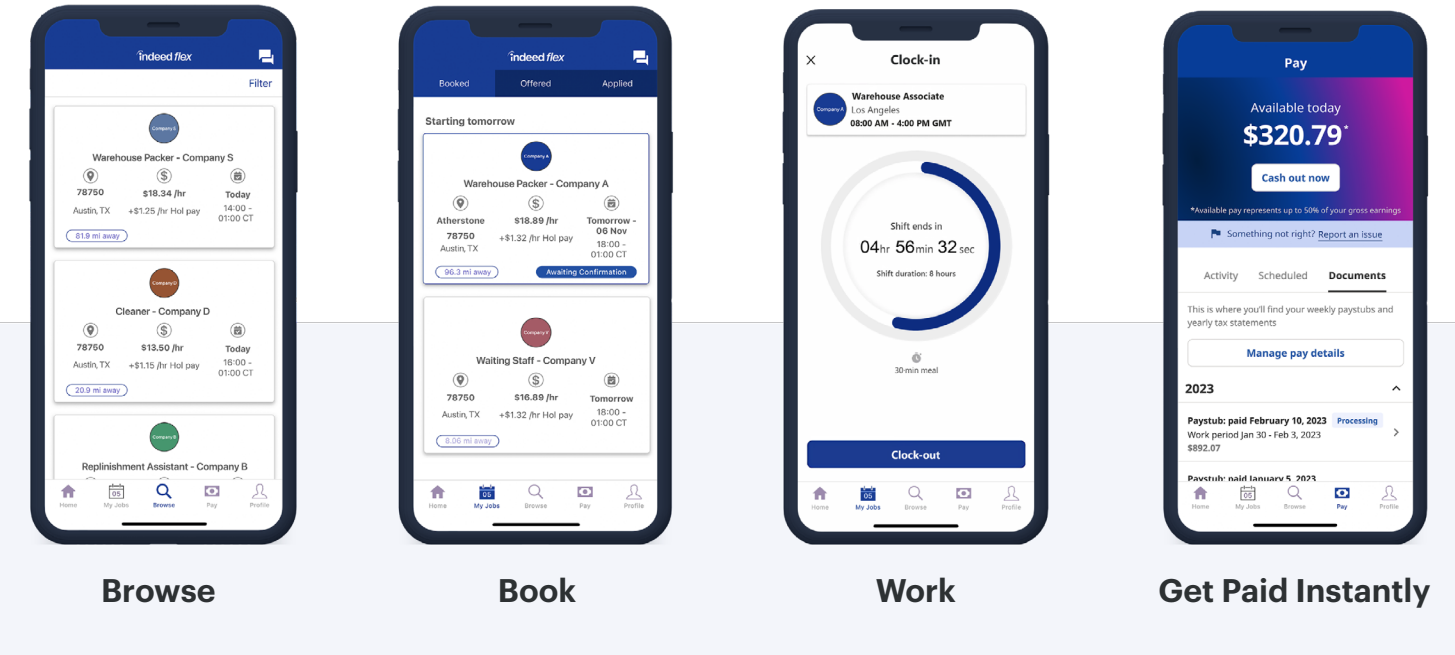 indeed flex
Filter
Company S
Warehouse Packer - Company S
78750
Austin, TX
$18.34 /hr
+$1.25 /hr Hol pay
Today
14:00 -
01:00 CT
81.9 mi away
Company D
Cleaner - Company D
78750
Austin, TX
$13.50 /hr
+$1.15 /hr Hol pay
Today
16:00 -
01:00 CT
20.9 mi away
Company B
Replinishment Assistant - Company B
Home
05
My Jobs
Browse
Pay
Profile
Browse
indeed flex
Booked
Offered
Applied
Starting tomorrow
Company A
Warehouse Packer - Company A
Atherstone
78750
Austin, TX
$18.89 /hr
+$1.32 /hr Hol pay
Tomorrow -
06 Nov
18:00 -
01:00 CT
96.3 mi away
Awaiting Confirmation
Company V
Waiting Staff - Company V
78750
Austin, TX
$16.89 /hr
+$1.32 /hr Hol pay
Tomorrow
18:00 -
01:00 CT
8.06 mi away
Home
05
My Jobs
Browse
Pay
Profile
Book
X
Clock-in
Company A
Warehouse Associate
Los Angeles
08:00 AM - 4:00 PM GMT
Shift ends in
04hr 56min 32 sec
Shift duration: 8 hours
30 min meal
Clock-out
Home
05
My Jobs
Browse
Pay
Profile
Work
Pay
Available today
$320.79*
Cash out now
*Available pay represents up to 50% of your gross earnings
Something not right? Report an issue
Activity
Scheduled
Documents
This is where you'll find your weekly paystubs and
yearly tax statements
Manage pay details
2023
Paystub: paid February 10, 2023
Processing
Work period Jan 30 - Feb 3, 2023
$892.07
Paystub: paid January 5, 2023
Home
05
My Jobs
Browse
Pay
Profile
Get Paid Instantly